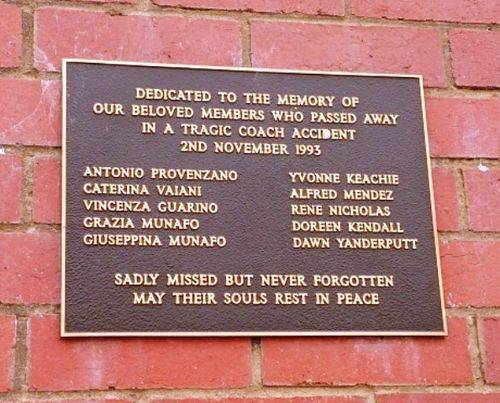 DEDICATED TO THE MEMORY OF
OUR BELOVED MEMBERS WHO PASSED AWAY
IN A TRAGIC COACH ACCIDENT
2ND NOVEMBER 1993
ANTONIO PROVENZANO
CATERINA VAIANI
VINCENZA GUARINO
GRAZIA MUNAFO
GIUSEPPINA MUNAFO
YVONNE KEACHIE
ALFRED MENDEZ
RENE NICHOLAS
DOREEN KENDALL
DAWN YANDERPUTT
SADLY MISSED BUT NEVER FORGOTTEN
MAY THEIR SOULS REST IN PEACE